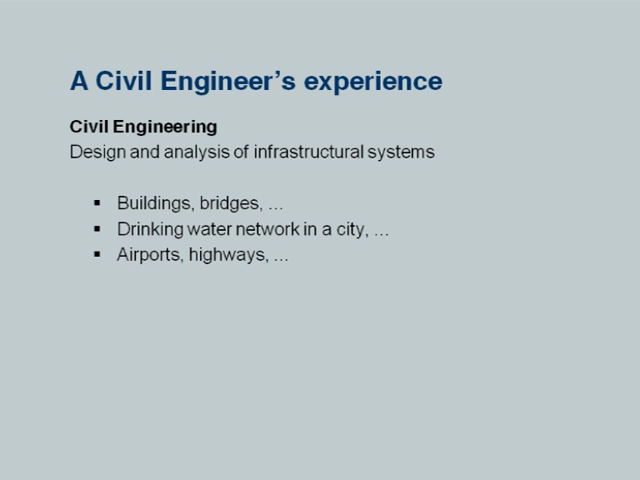 A Civil Engineer’s experience
Civil Engineering
Design and analysis of infrastructural systems
▪ Buildings, bridges, …
▪ Drinking water network in a city, …
▪ Airports, highways, …